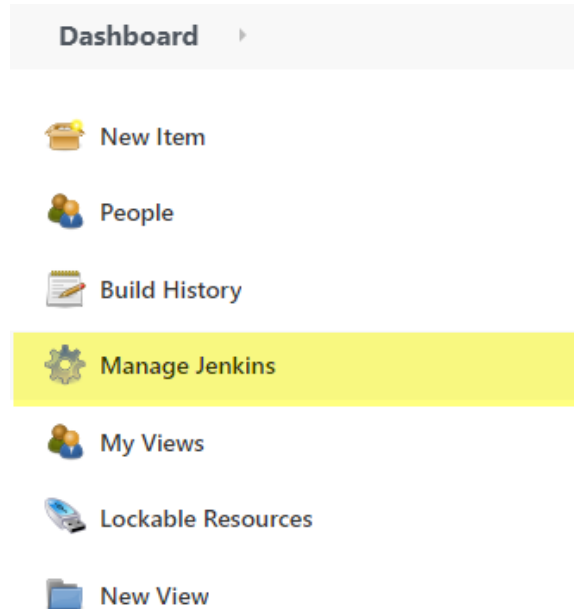 Dashboard
New Item
People
Build History
Manage Jenkins
My Views
Lockable Resources
New View